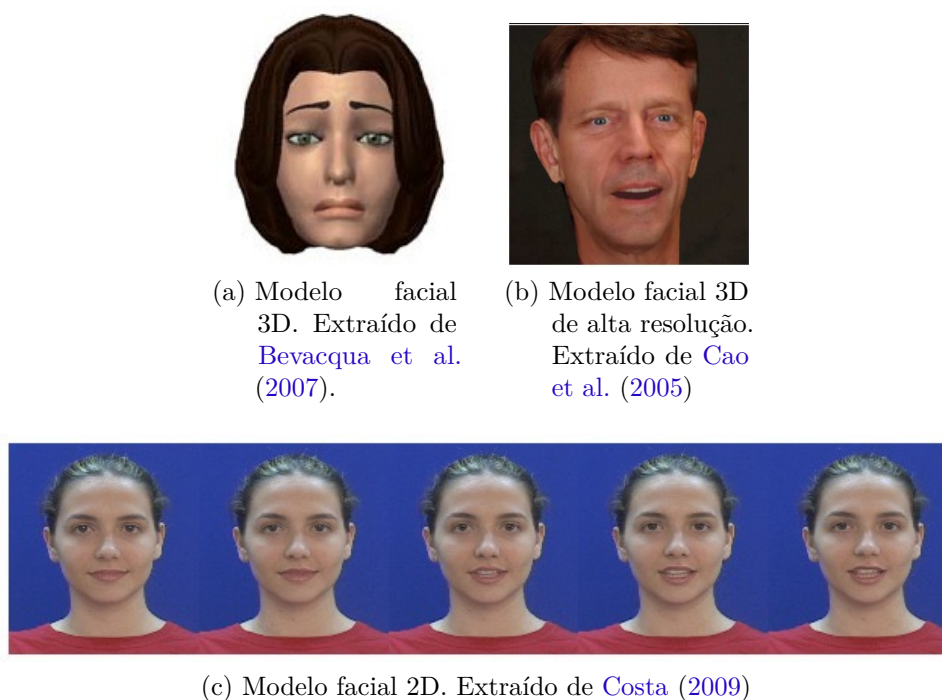 (a) Modelo facial
3D. Extraído de
Bevacqua et al.
(2007).
(b) Modelo facial 3D
de alta resolução.
Extraído de Cao
et al. (2005)
(c) Modelo facial 2D. Extraído de Costa (2009)